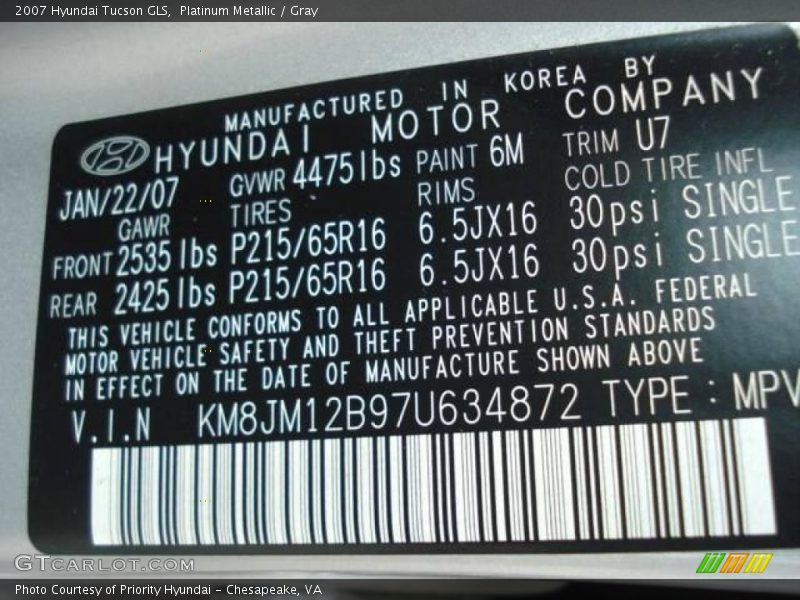 2007 Hyundai Tucson GLS,  Platinum Metallic / Gray
MANUFACTURED IN KOREA BY
HYUNDAI MOTOR COMPANY
JAN/22/07 GVWR 4475lbs PAINT 6M TRIM U7
GAWR TIRES RIMS COLD TIRE INFL
FRONT 2535 lbs P215/65R16 6.5JX16 30psi SINGLE
REAR 2425 lbs P215/65R16 6.5JX16 30psi SINGLE
THIS VEHICLE CONFORMS TO ALL APPLICABLE U.S.A. FEDERAL
MOTOR VEHICLE SAFETY AND THEFT PREVENTION STANDARDS
IN EFFECT ON THE DATE OF MANUFACTURE SHOWN ABOVE
V.I.N KM8JM12B97U634872 TYPE : MPV
GTCARLOT.COM
Photo Courtesy of Priority Hyundai - Chesapeake, VA